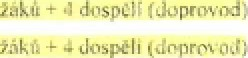 žáků + 4 dospělí (doprovod)
žáků + 4 dospělí (doprovod)